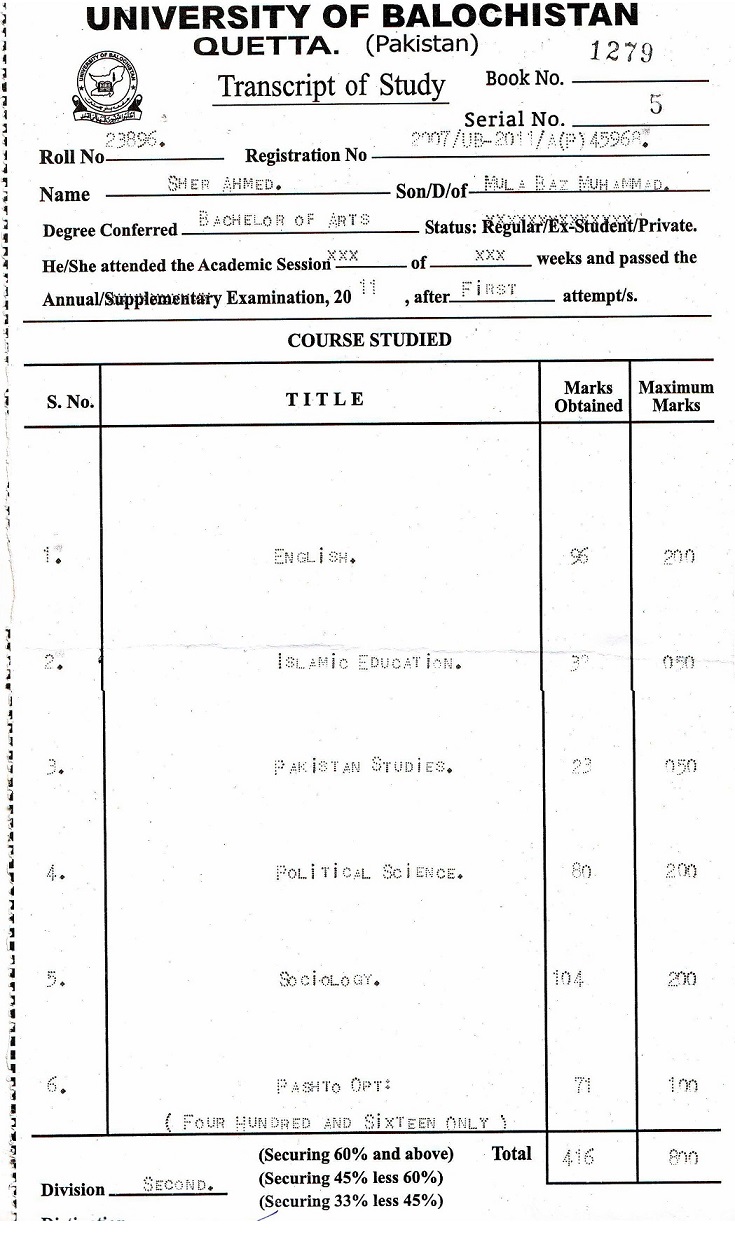 UNIVERSITY OF BALOCHISTAN
QUETTA. (Pakistan)
UNIVERSITY OF BALOCHISTAN
Transcript of Study
Book No. 1279
Serial No. 5
Roll No 23896. Registration No 2007/UB-2011/A(P)45968.
Name SHER AHMED. Son/D/of MULA BAZ MUHAMMAD.
Degree Conferred BACHELOR OF ARTS Status: Regular/Ex-Student/Private.
He/She attended the Academic Session XXX of XXX weeks and passed the
Annual/Supplementary Examination, 20 11 , after FIRST attempt/s.
COURSE STUDIED
S. No. TITLE Marks Obtained Maximum Marks
1. ENGLISH. 96 200
2. ISLAMIC EDUCATION. 050
3. PAKISTAN STUDIES. 23 050
4. POLITICAL SCIENCE. 80 200
5. SOCIOLOGY. 104 200
6. PASHTO OPT: 71 100
( FOUR HUNDRED AND SIXTEEN ONLY )
(Securing 60% and above) Total 416 800
Division SECOND. (Securing 45% less 60%)
(Securing 33% less 45%)